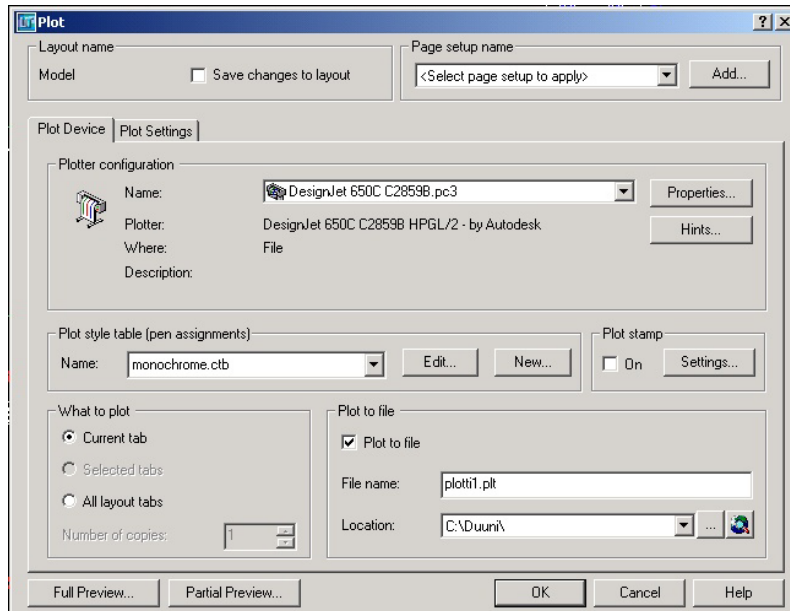 LT Plot
Layout name
Model
Save changes to layout
Page setup name
<Select page setup to apply>
Add...
Plot Device
Plot Settings
Plotter configuration
Name:
DesignJet 650C C2859B.pc3
Properties...
Plotter:
DesignJet 650C C2859B HPGL/2 - by Autodesk
Hints...
Where:
File
Description:
Plot style table (pen assignments)
Name:
monochrome.ctb
Edit...
New...
Plot stamp
On
Settings...
What to plot
Current tab
Selected tabs
All layout tabs
Number of copies:
1
Plot to file
Plot to file
File name:
plotti1.plt
Location:
C:\Duuni\
...
Full Preview...
Partial Preview...
OK
Cancel
Help